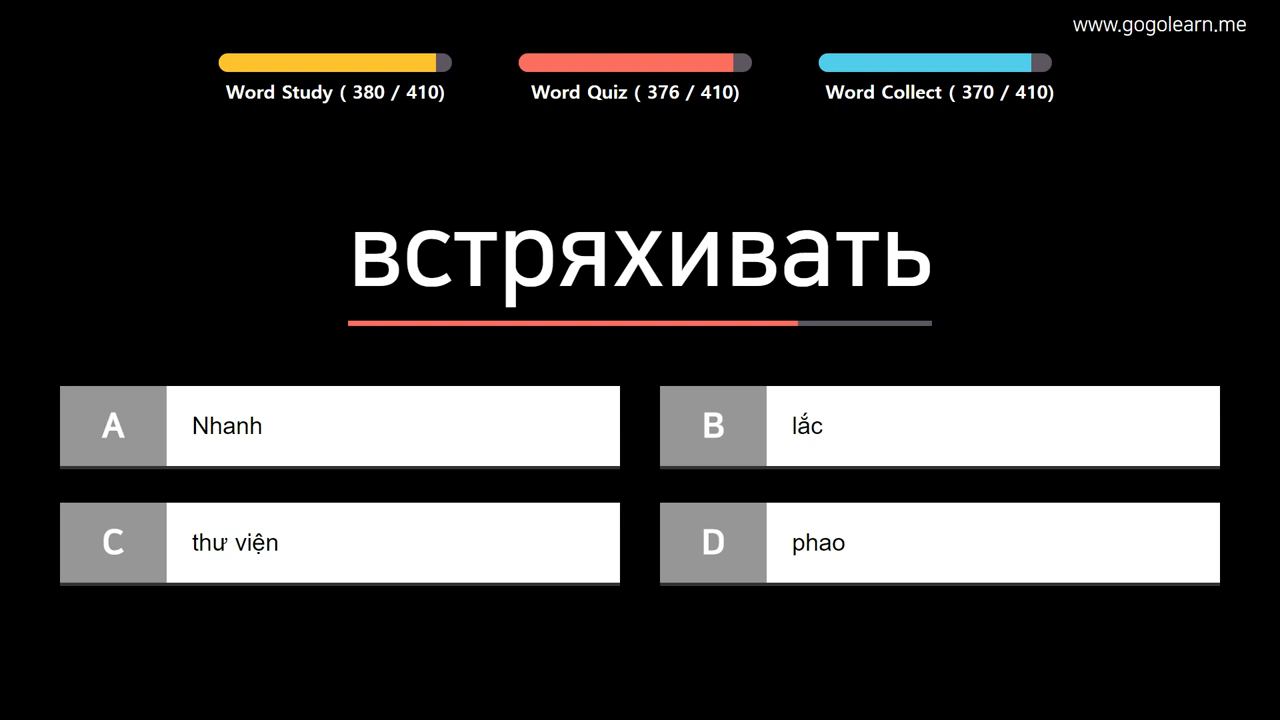 www.gogolearn.me
Word Study ( 380 / 410)
Word Quiz ( 376 / 410)
Word Collect ( 370 / 410)
встряхивать
A Nhanh
B lắc
C thư viện
D phao